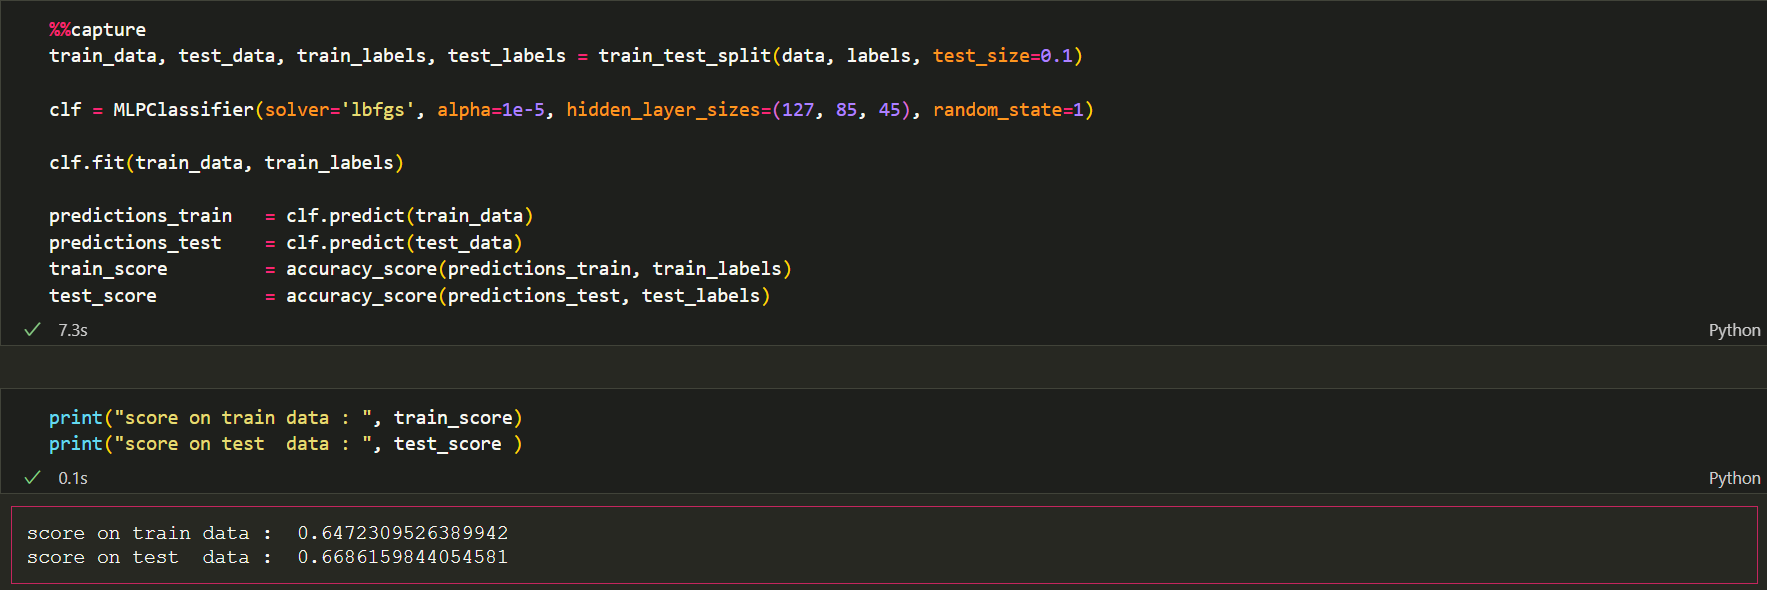 %%capture
train_data, test_data, train_labels, test_labels = train_test_split(data, labels, test_size=0.1)
clf = MLPClassifier(solver='lbfgs', alpha=1e-5, hidden_layer_sizes=(127, 85, 45), random_state=1)
clf.fit(train_data, train_labels)
predictions_train   = clf.predict(train_data)
predictions_test    = clf.predict(test_data)
train_score         = accuracy_score(predictions_train, train_labels)
test_score          = accuracy_score(predictions_test, test_labels)
7.3s Python
print("score on train data : ", train_score)
print("score on test  data : ", test_score )
0.1s Python
score on train data :  0.6472309526389942
score on test  data :  0.6686159844054581